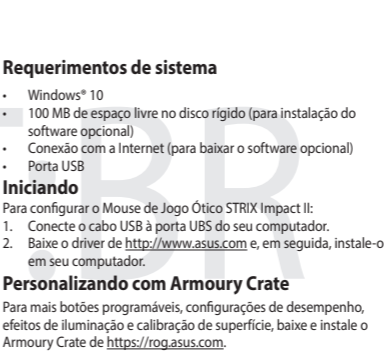 Requerimentos de sistema
• Windows® 10
• 100 MB de espaço livre no disco rígido (para instalação do
software opcional)
• Conexão com a Internet (para baixar o software opcional)
• Porta USB
Iniciando
Para configurar o Mouse de Jogo Ótico STRIX Impact II:
1. Conecte o cabo USB à porta UBS do seu computador.
2. Baixe o driver de http://www.asus.com e, em seguida, instale-o
em seu computador.
Personalizando com Armoury Crate
Para mais botões programáveis, configurações de desempenho,
efeitos de iluminação e calibração de superfície, baixe e instale o
Armoury Crate de https://rog.asus.com.